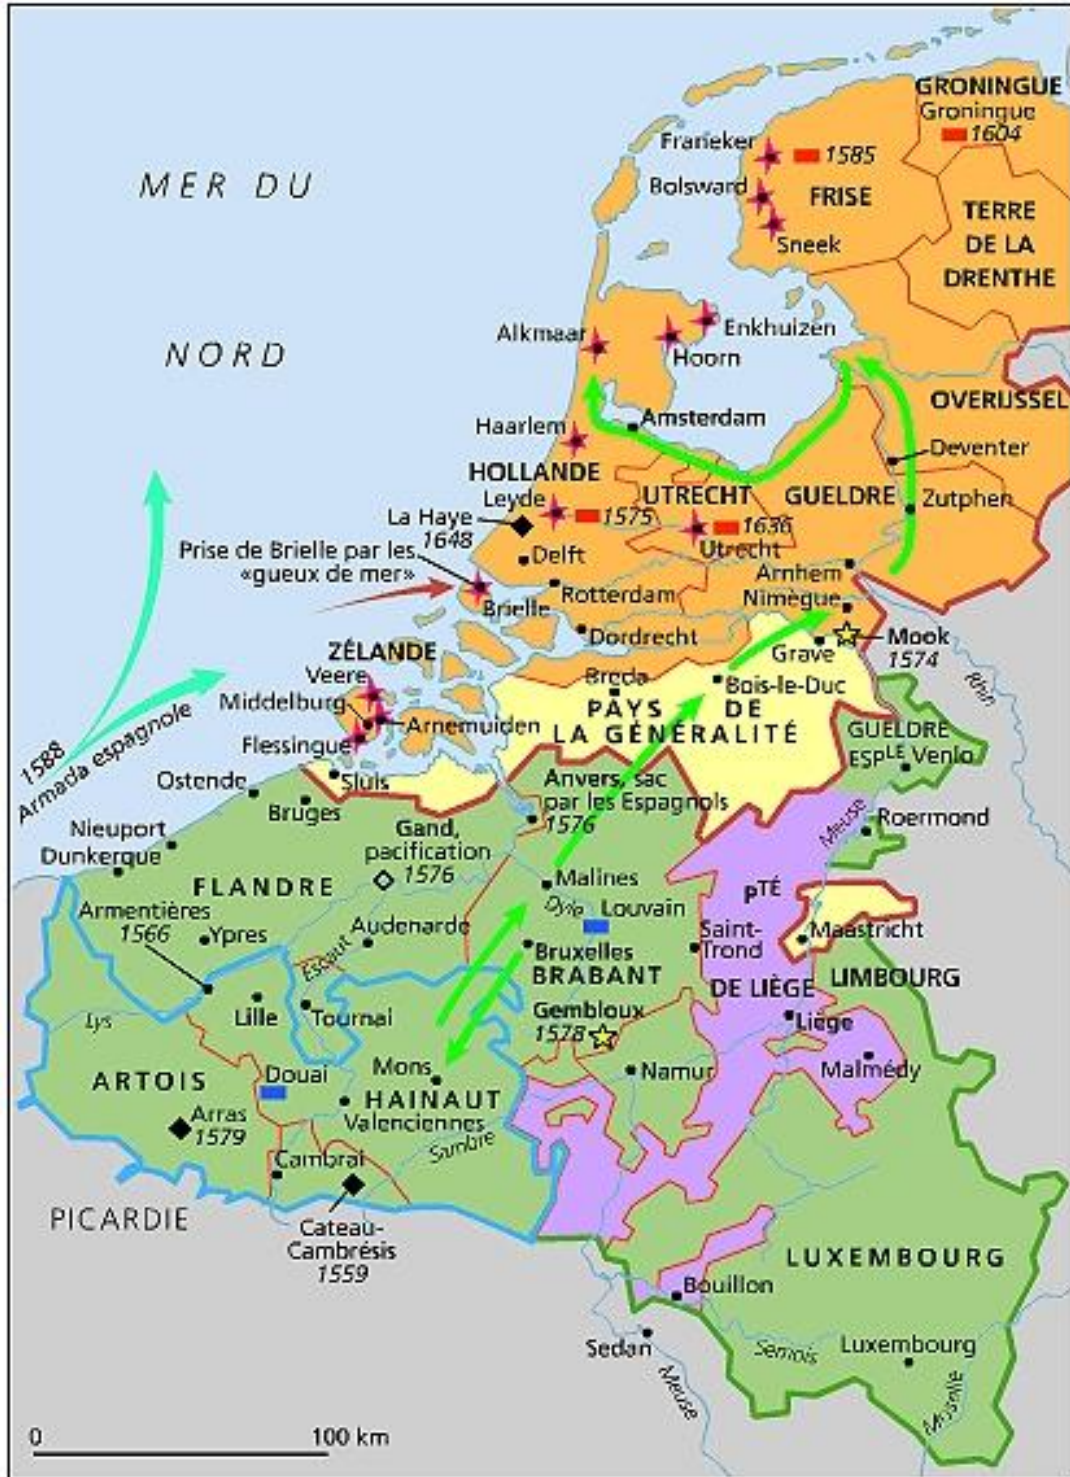 GRONINGUE
Groningue
1604
Franeker
1585
Bolsward
FRISE
MER DU
TERRE
DE LA
DRENTHE
Sneek
Enkhuizen
Alkmaar
NORD
Hoorn
OVERIJSSEL
Amsterdam
Haarlem
Deventer
HOLLANDE
Leyde
UTRECHT
GUELDRE
Zutphen
La Haye
1648
1575
1636
Utrecht
Prise de Brielle par les
«gueux de mer»
Delft
Arnhem
Brielle
Rotterdam
Nimègue
Dordrecht
Mook
1574
Grave
ZÉLANDE
Veere
Breda
Bois-le-Duc
Rhin
Middelburg
Arnemuiden
PAYS DE
LA GÉNÉRALITÉ
Flessingue
GUELDRE
ESPLE
Venlo
1588
Armada espagnole
Ostende
Sluis
Anvers, sac
par les Espagnols
1576
Bruges
Meuse
Roermond
Nieuport
Dunkerque
Gand,
pacification
1576
FLANDRE
Malines
PTÉ
Armentières
1566
Dyle
Louvain
Ypres
Audenarde
Saint-
Trond
Maastricht
Escaut
Bruxelles
BRABANT
DE LIÈGE
LIMBOURG
Lys
Lille
Tournai
Gembloux
1578
Liège
ARTOIS
Douai
Mons
Namur
Malmédy
HAINAUT
Arras
1579
Valenciennes
Sambre
Cambrai
PICARDIE
Cateau-
Cambrésis
1559
LUXEMBOURG
Bouillon
Sedan
Semois
Luxembourg
Meuse
Moselle
0
100 km